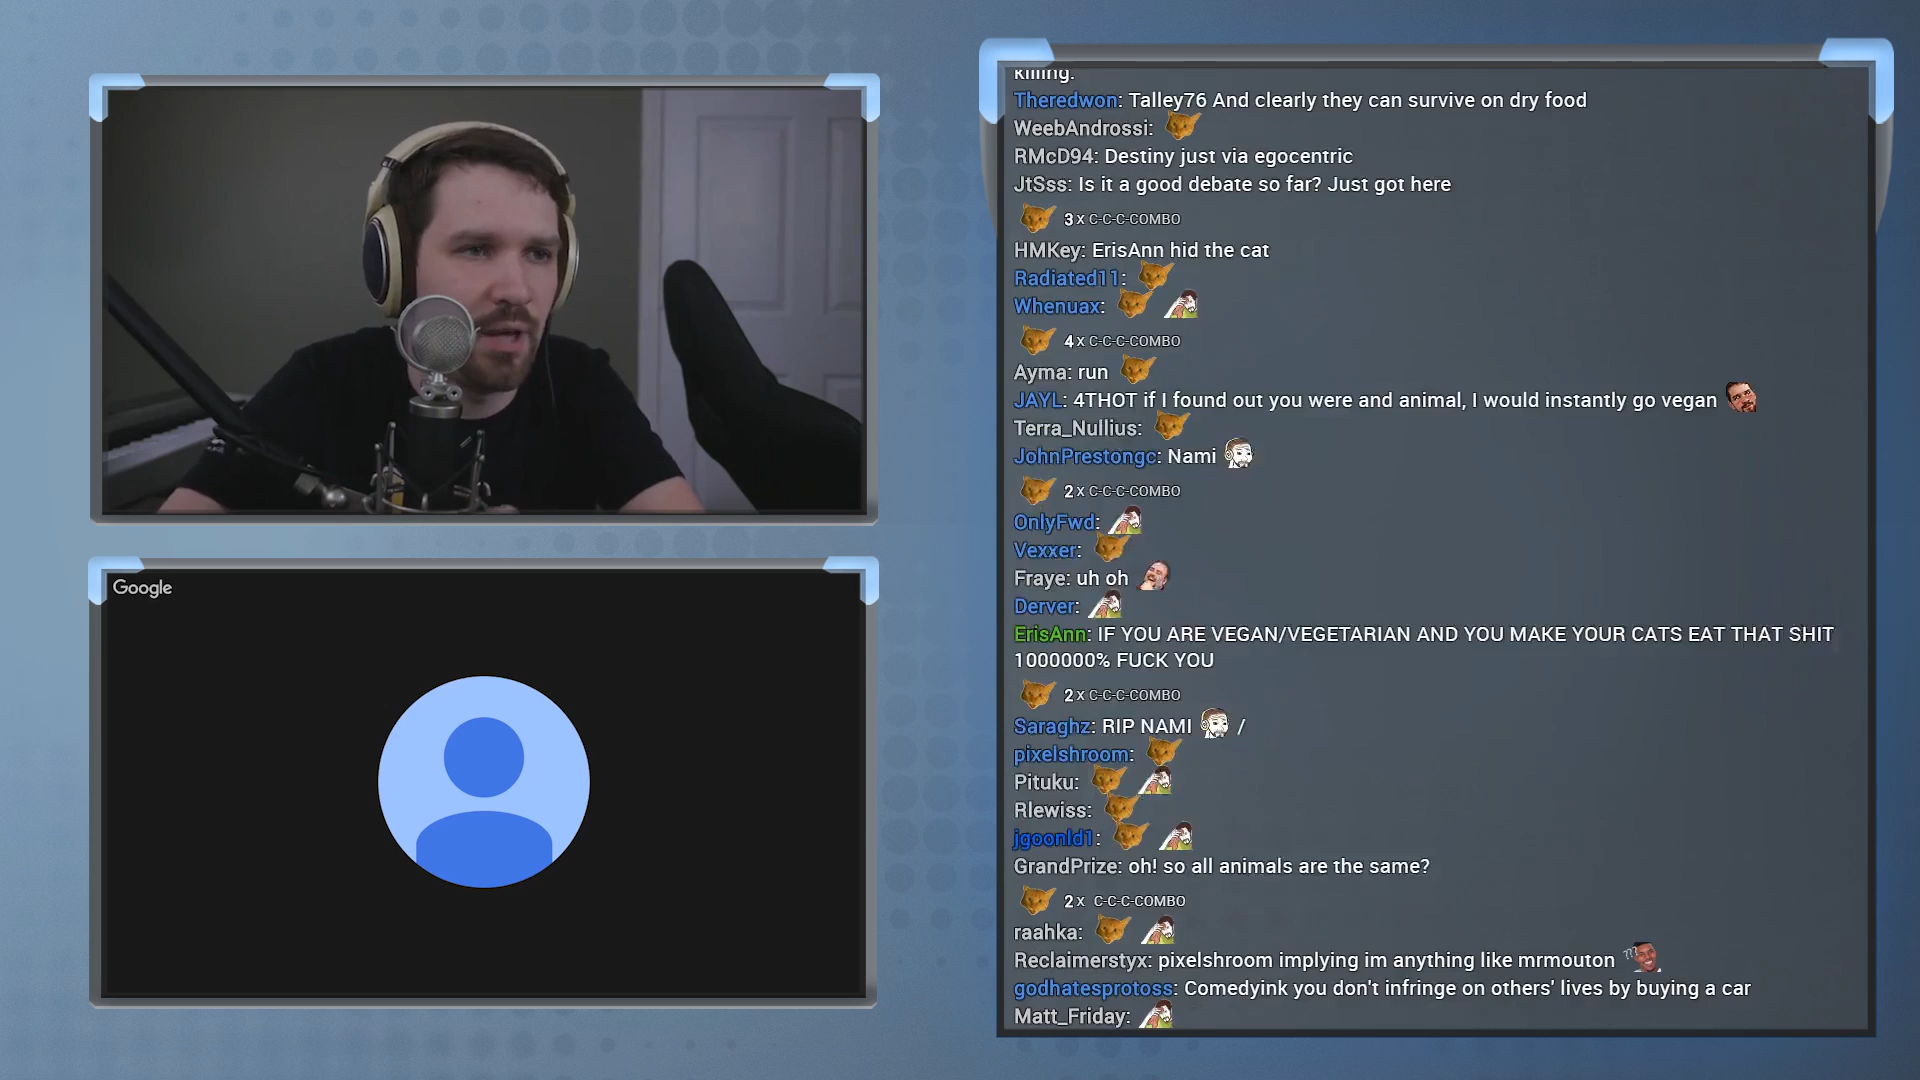 Google
killing.
Theredwon: Talley76 And clearly they can survive on dry food
WeebAndrossi:
RMcD94: Destiny just via egocentric
JtSss: Is it a good debate so far? Just got here
3x C-C-C-COMBO
HMKey: ErisAnn hid the cat
Radiated11:
Whenuax:
4x C-C-C-COMBO
Ayma: run
JAYL: 4THOT if I found out you were and animal, I would instantly go vegan
Terra_Nullius:
JohnPrestongc: Nami
2x C-C-C-COMBO
OnlyFwd:
Vexxer:
Fraye: uh oh
Derver:
ErisAnn: IF YOU ARE VEGAN/VEGETARIAN AND YOU MAKE YOUR CATS EAT THAT SHIT
1000000% FUCK YOU
2x C-C-C-COMBO
Saraghz: RIP NAMI /
pixelshroom:
Pituku:
Rlewiss:
jgoonld1:
GrandPrize: oh! so all animals are the same?
2x C-C-C-COMBO
raahka:
Reclaimerstyx: pixelshroom implying im anything like mrmouton
godhatesprotoss: Comedyink you don't infringe on others' lives by buying a car
Matt_Friday: